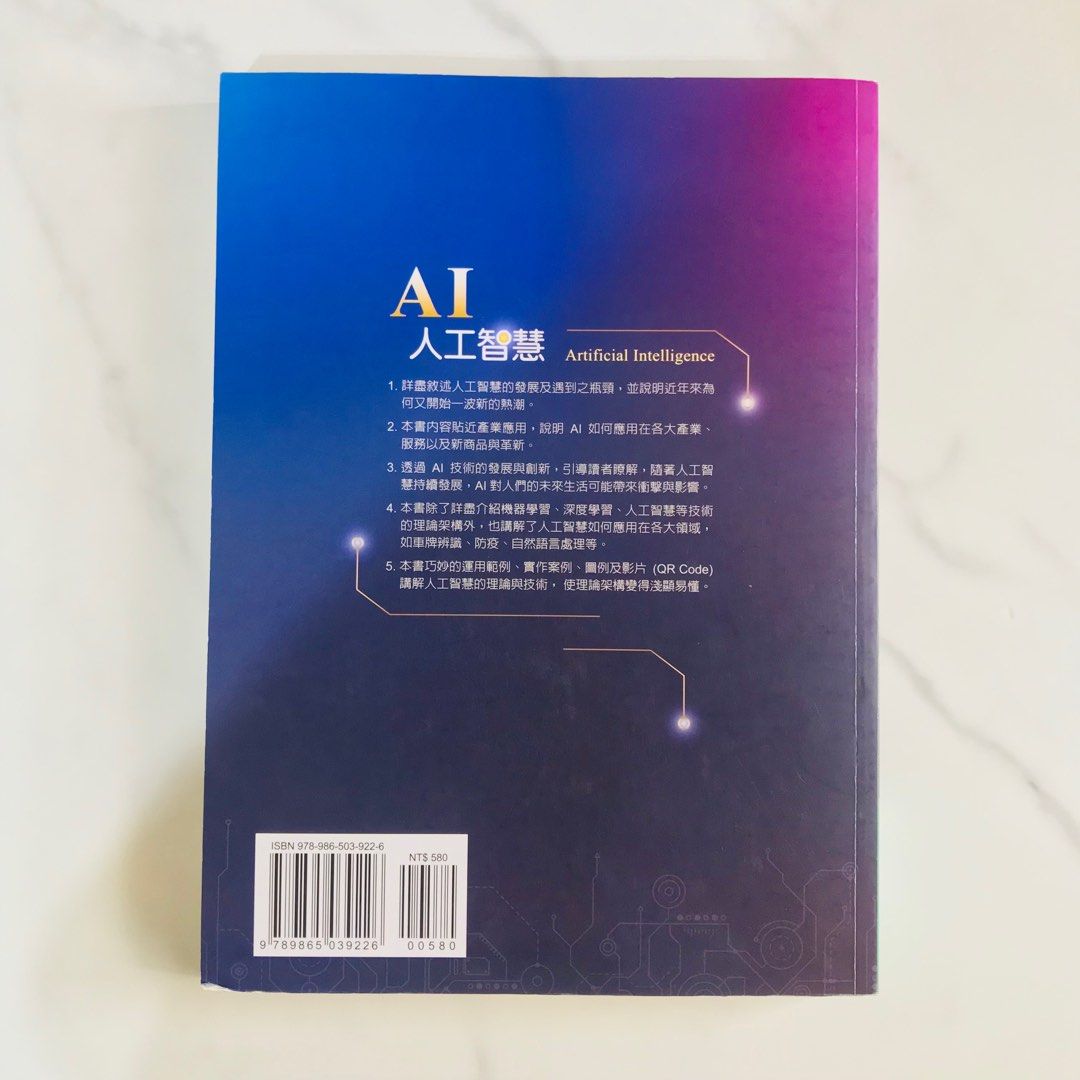 AI
人工智慧 Artificial Intelligence
1. 詳盡敘述人工智慧的發展及遇到之瓶頸，並說明近年來為
何又開始一波新的熱潮。
2. 本書內容貼近產業應用，說明 AI 如何應用在各大產業、
服務以及新商品與革新。
3. 透過 AI 技術的發展與創新，引導讀者瞭解，隨著人工智
慧持續發展，AI 對人們的未來生活可能帶來衝擊與影響。
4. 本書除了詳盡介紹機器學習、深度學習、人工智慧等技術
的理論架構外，也講解了人工智慧如何應用在各大領域，
如車牌辨識、防疫、自然語言處理等。
5. 本書巧妙的運用範例、實作案例、圖例及影片 (QR Code)
講解人工智慧的理論與技術， 使理論架構變得淺顯易懂。
ISBN 978-986-503-922-6
NT$ 580
9 789865 039226
00580